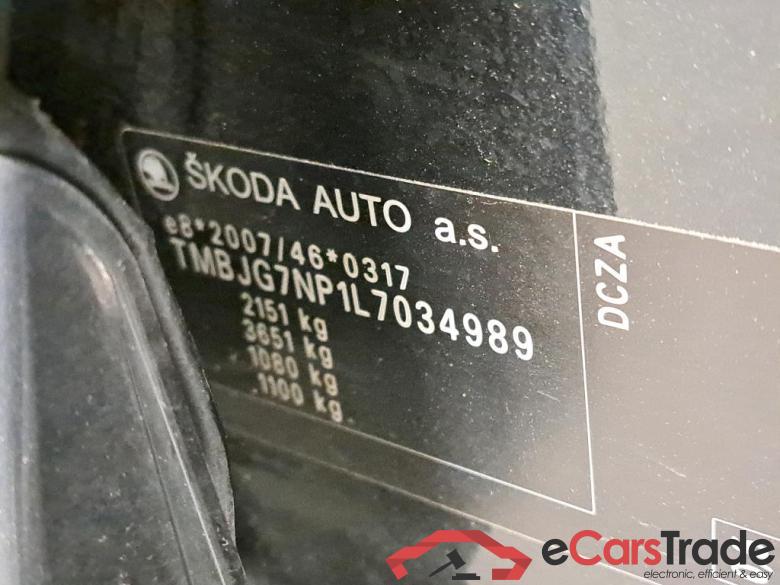 ŠKODA AUTO a.s.
e8*2007/46*0317
TMBJG7NP1L7034989
2151 kg
3651 kg
1080 kg
1100 kg
DCZA
eCarsTrade
electronic, efficient & easy